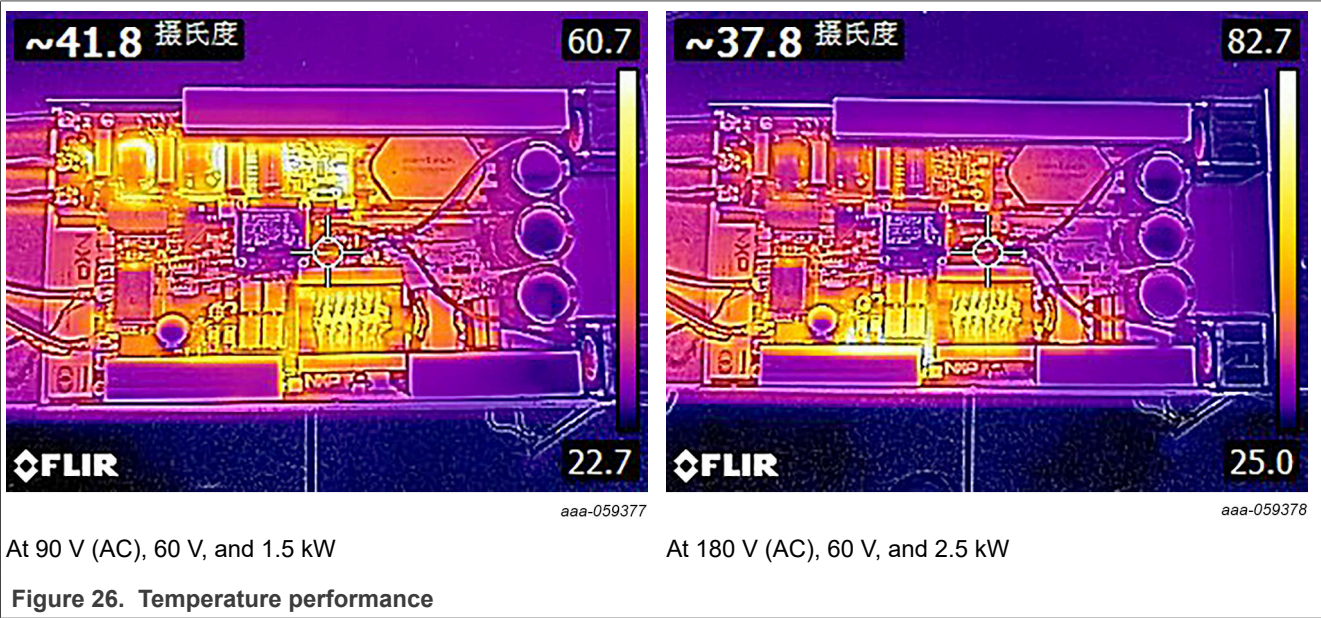 ~41.8 摄氏度
60.7
22.7
FLIR
NXP
aaa-059377
At 90 V (AC), 60 V, and 1.5 kW
~37.8 摄氏度
82.7
25.0
FLIR
NXP
aaa-059378
At 180 V (AC), 60 V, and 2.5 kW
Figure 26. Temperature performance